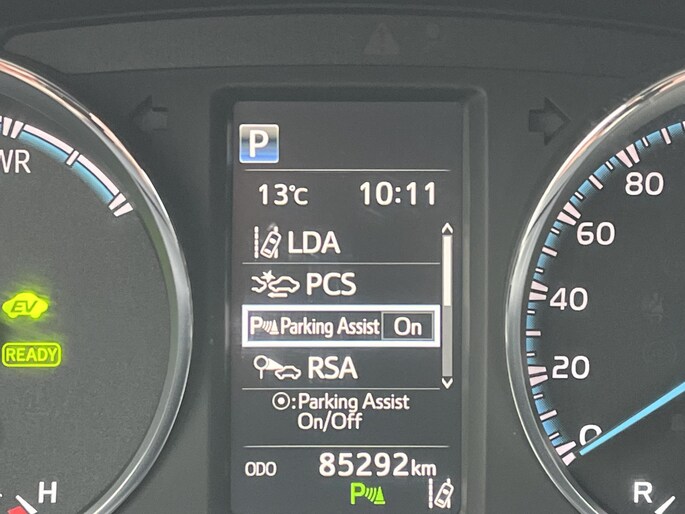 P
13°C 10:11
LDA
PCS
P Parking Assist On
RSA
⊙:Parking Assist
On/Off
ODO 85292km
P
WR
EV
READY
H
80
60
40
20
0
R